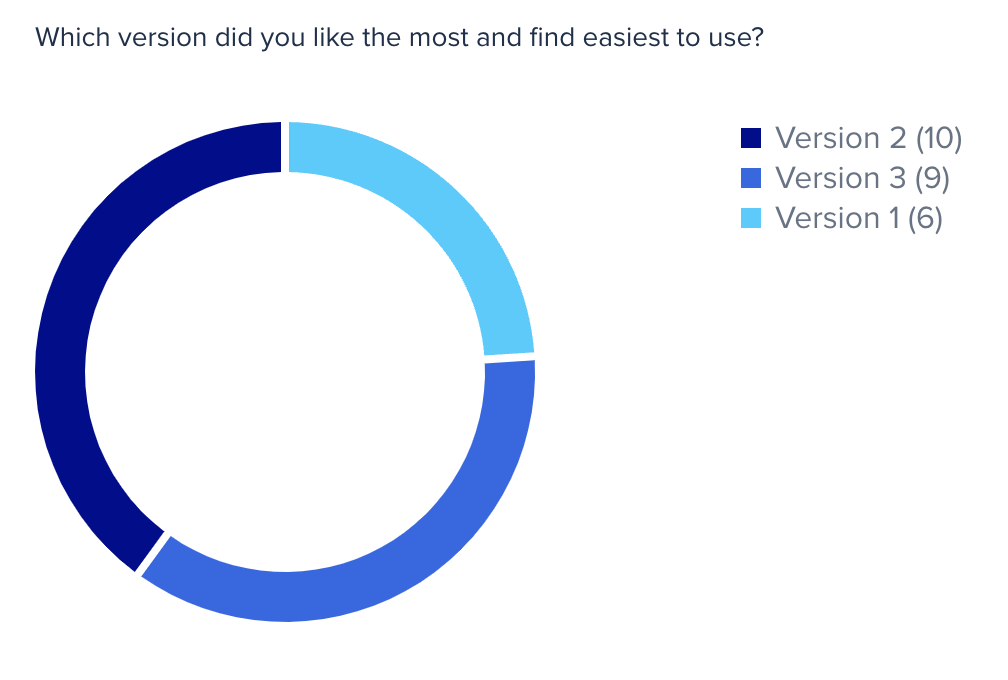 Which version did you like the most and find easiest to use?
Version 2 (10)
Version 3 (9)
Version 1 (6)